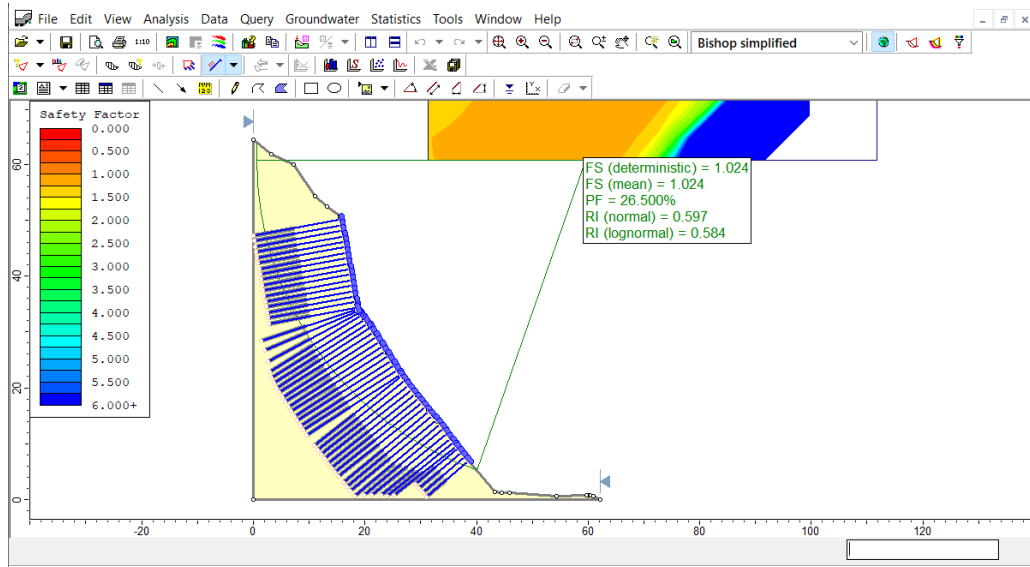 File Edit View Analysis Data Query Groundwater Statistics Tools Window Help
1:10
Bishop simplified
Safety Factor
0.000
0.500
1.000
1.500
2.000
2.500
3.000
3.500
4.000
4.500
5.000
5.500
6.000+
FS (deterministic) = 1.024
FS (mean) = 1.024
PF = 26.500%
RI (normal) = 0.597
RI (lognormal) = 0.584
60
40
20
0
-20 0 20 40 60 80 100 120